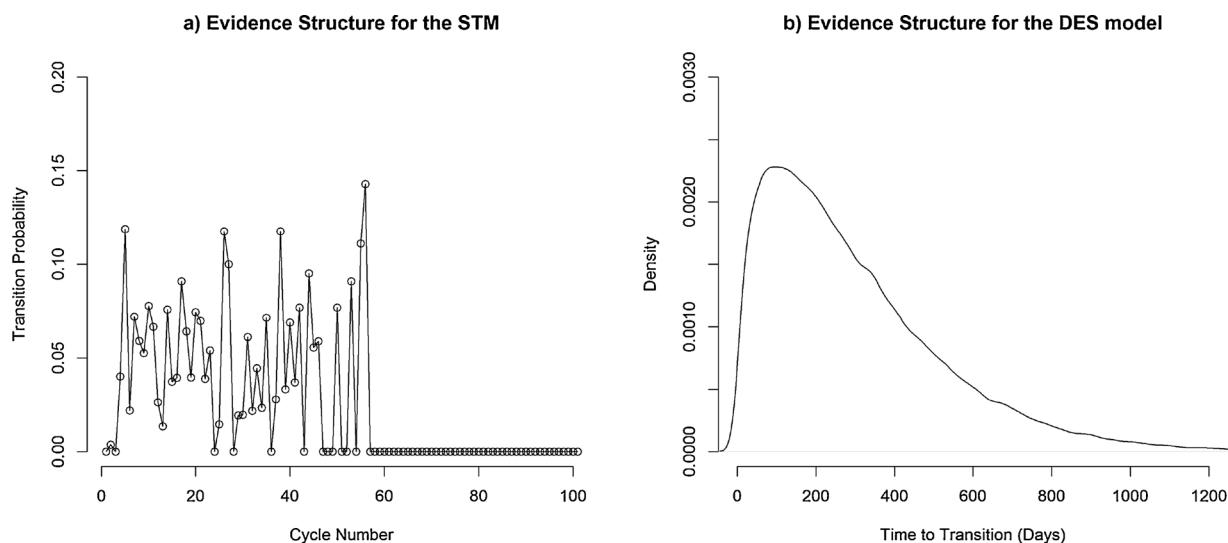 a) Evidence Structure for the STM
0.20
0.15
0.10
0.05
0.00
Transition Probability
0 20 40 60 80 100
Cycle Number
b) Evidence Structure for the DES model
0.0030
0.0020
0.0010
0.0000
Density
0 200 400 600 800 1000 1200
Time to Transition (Days)